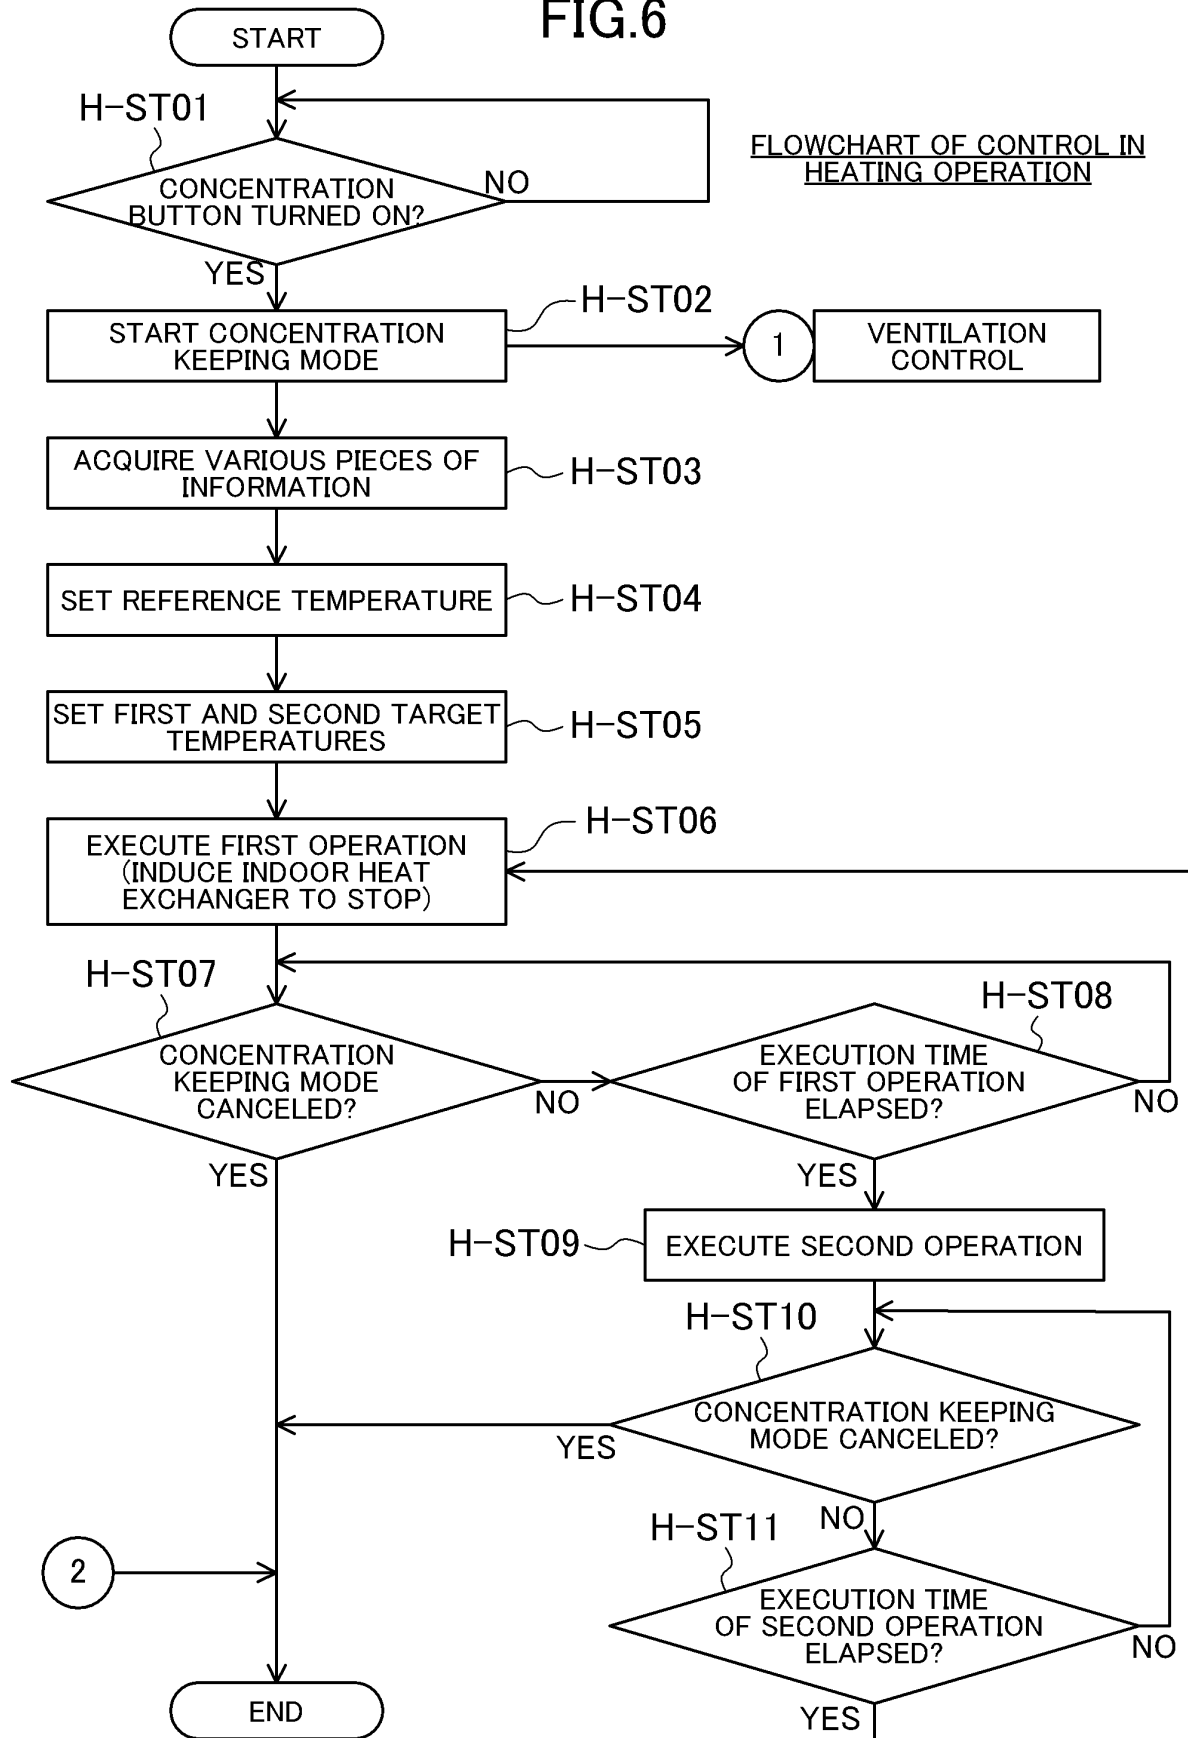 FIG.6
START
H-ST01
FLOWCHART OF CONTROL IN
HEATING OPERATION
CONCENTRATION
BUTTON TURNED ON?
NO
YES
H-ST02
START CONCENTRATION
KEEPING MODE
1
VENTILATION
CONTROL
ACQUIRE VARIOUS PIECES OF
INFORMATION
H-ST03
SET REFERENCE TEMPERATURE
H-ST04
SET FIRST AND SECOND TARGET
TEMPERATURES
H-ST05
H-ST06
EXECUTE FIRST OPERATION
(INDUCE INDOOR HEAT
EXCHANGER TO STOP)
H-ST07
H-ST08
CONCENTRATION
KEEPING MODE
CANCELED?
NO
EXECUTION TIME
OF FIRST OPERATION
ELAPSED?
NO
YES
YES
H-ST09
EXECUTE SECOND OPERATION
H-ST10
CONCENTRATION KEEPING
MODE CANCELED?
YES
NO
H-ST11
2
EXECUTION TIME
OF SECOND OPERATION
ELAPSED?
NO
END
YES